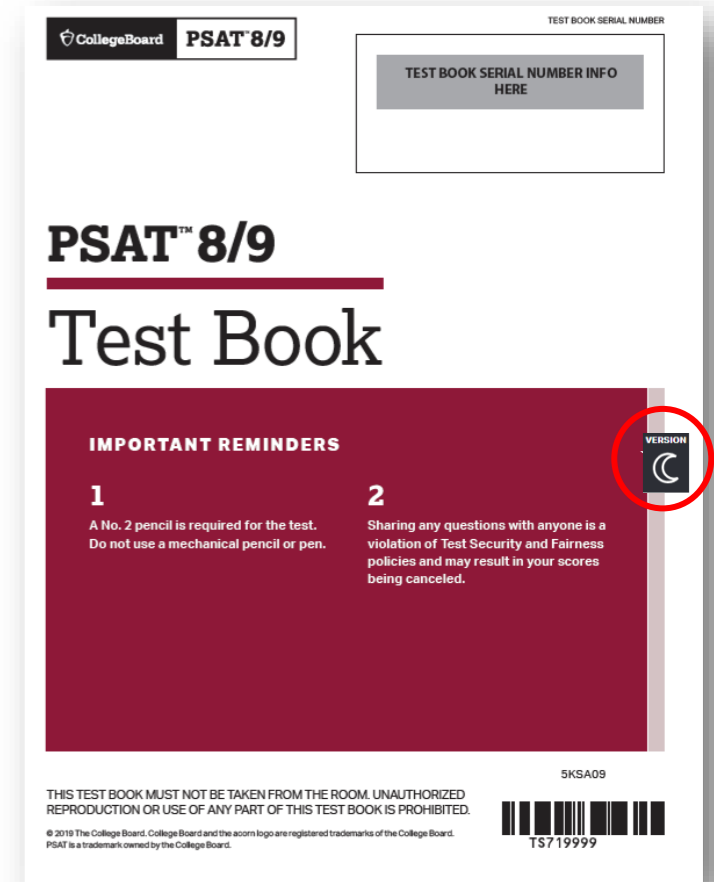 CollegeBoard PSAT™8/9
TEST BOOK SERIAL NUMBER
TEST BOOK SERIAL NUMBER INFO
HERE
PSAT™ 8/9
Test Book
IMPORTANT REMINDERS
1
A No. 2 pencil is required for the test.
Do not use a mechanical pencil or pen.
2
Sharing any questions with anyone is a
violation of Test Security and Fairness
policies and may result in your scores
being canceled.
VERSION
5KSA09
THIS TEST BOOK MUST NOT BE TAKEN FROM THE ROOM. UNAUTHORIZED
REPRODUCTION OR USE OF ANY PART OF THIS TEST BOOK IS PROHIBITED.
© 2019 The College Board. College Board and the acorn logo are registered trademarks of the College Board.
PSAT is a trademark owned by the College Board.
TS719999